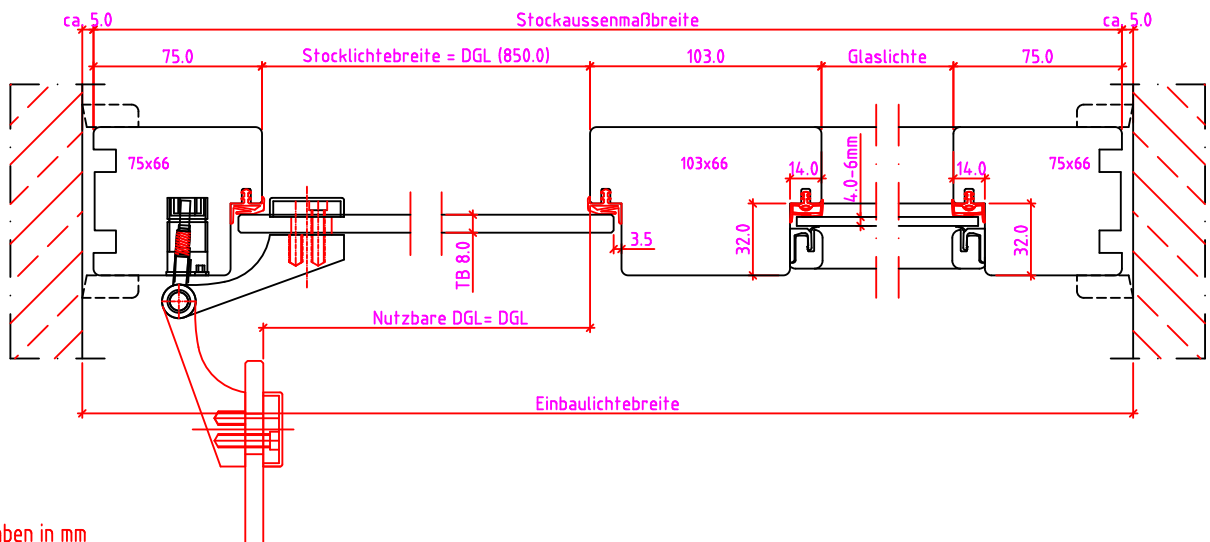 ca. 5.0
Stockaussenmaßbreite
ca. 5.0
75.0
Stocklichtebreite = DGL (850.0)
103.0
Glaslichte
75.0
75x66
103x66
75x66
14.0
4.0-6mm
14.0
3.5
TB 8.0
32.0
32.0
Nutzbare DGL= DGL
Einbaulichtebreite
in mm